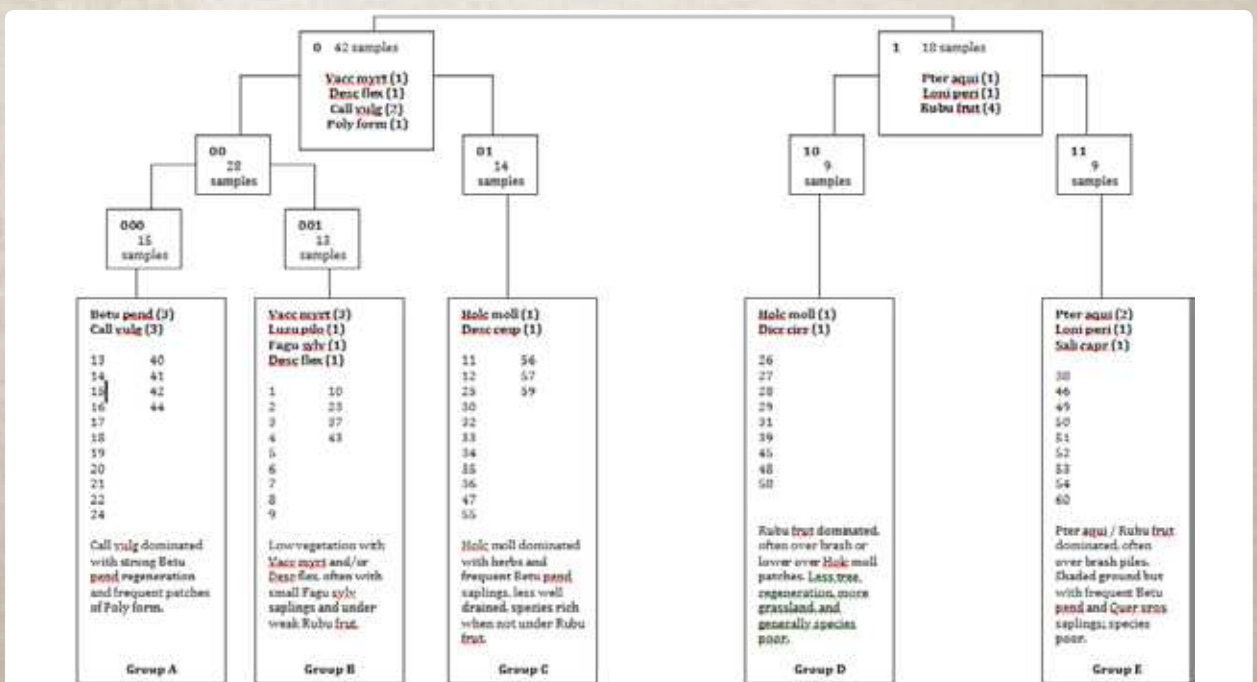 0 42 samples
Vacc myrt (1)
Desc flex (1)
Call vulg (2)
Poly form (1)
1 18 samples
Pter aqui (1)
Loni peri (1)
Rubu frut (4)
00
28
samples
01
14
samples
10
9
samples
11
9
samples
000
15
samples
001
13
samples
Betu pend (3)
Call vulg (3)
13 40
14 41
15 42
16 44
17
18
19
20
21
22
24
Call vulg dominated
with strong Betu
pend regeneration
and frequent patches
of Poly form.
Group A
Vacc myrt (3)
Luzu pilo (1)
Fagu sylv (1)
Desc flex (1)
1 10
2 23
3 37
4 43
5
6
7
8
9
Low vegetation with
Vacc myrt and/or
Desc flex, often with
small Fagu sylv
saplings and under
weak Rubu frut.
Group B
Holc moll (1)
Desc cesp (1)
11 56
12 57
25 59
30
32
33
34
35
36
47
55
Holc moll dominated
with herbs and
frequent Betu pend
saplings, less well
drained, species rich
when not under Rubu
frut.
Group C
Holc moll (1)
Dicr cirr (1)
26
27
28
29
31
39
45
48
58
Rubu frut dominated,
often over brash or
lower over Holc moll
patches. Less tree
regeneration, more
grassland, and
generally species
poor.
Group D
Pter aqui (2)
Loni peri (1)
Sali capr (1)
38
46
49
50
51
52
53
54
60
Pter aqui / Rubu frut
dominated, often
over brash piles.
Shaded ground but
with frequent Betu
pend and Quer
saplings; species
poor.
Group E